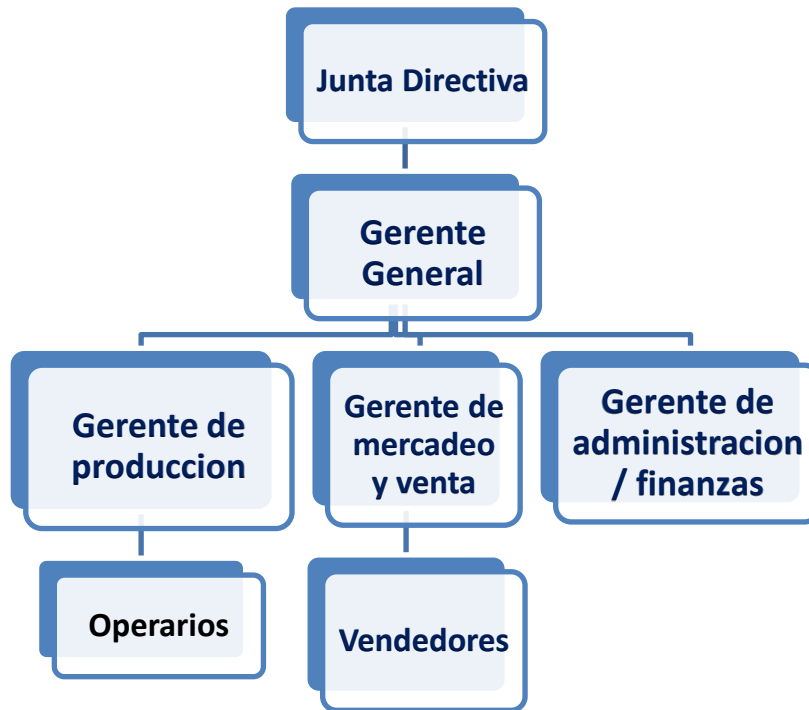 Junta Directiva
Gerente
General
Gerente de
produccion
Gerente de
mercadeo
y venta
Gerente de
administracion
/ finanzas
Operarios
Vendedores